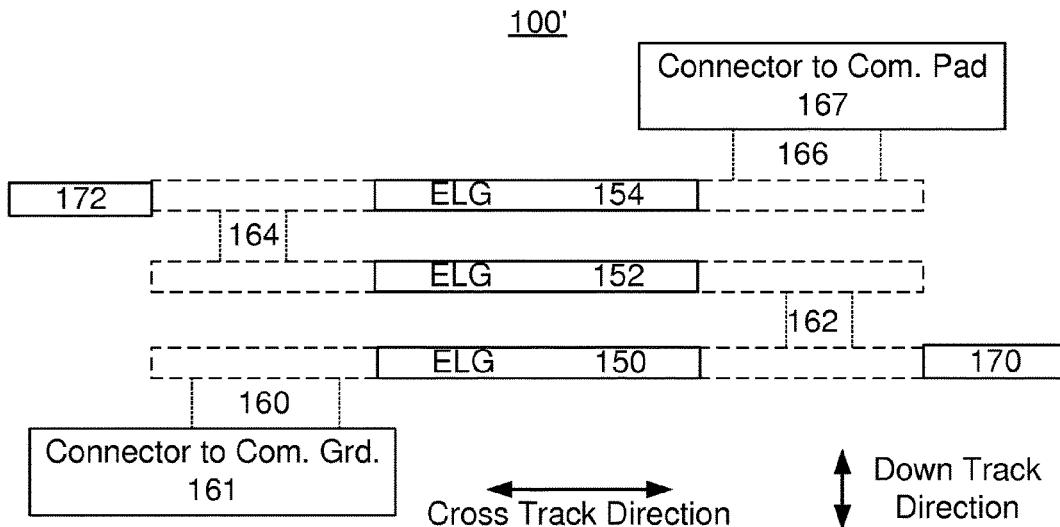 100'
Connector to Com. Pad
167
166
172
ELG 154
164
ELG 152
162
ELG 150
170
160
Connector to Com. Grd.
161
Cross Track Direction
Down Track
Direction